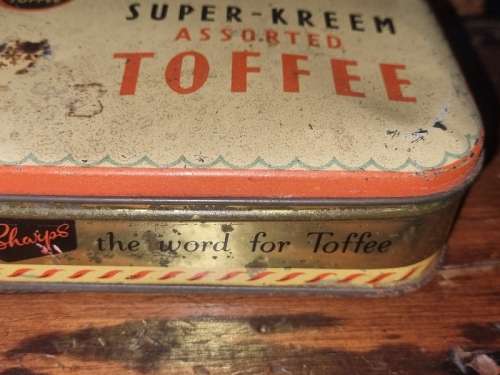 SUPER-KREEM
ASSORTED
TOFFEE
Sharps the word for Toffee